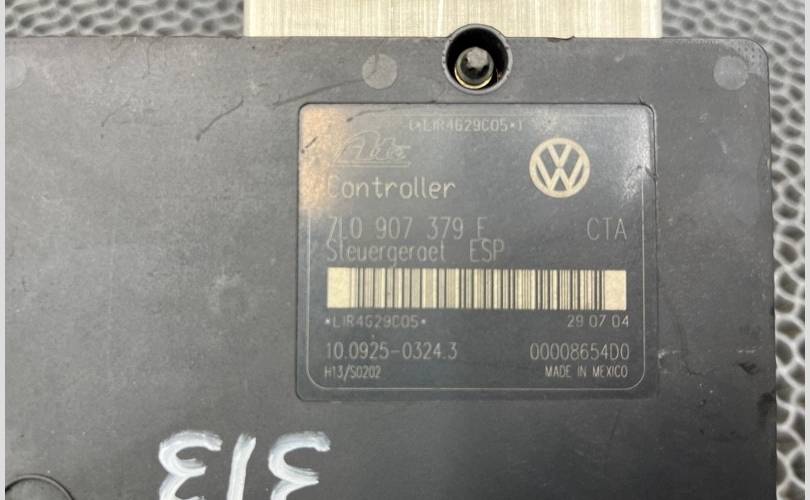 (*LIR4G29C05*)
Ate
VW
Controller
7L0 907 379 E CTA
Steuergeraet ESP
*LIR4G29C05* 29 07 04
10.0925-0324.3 00008654D0
H13/S0202 MADE IN MEXICO
313